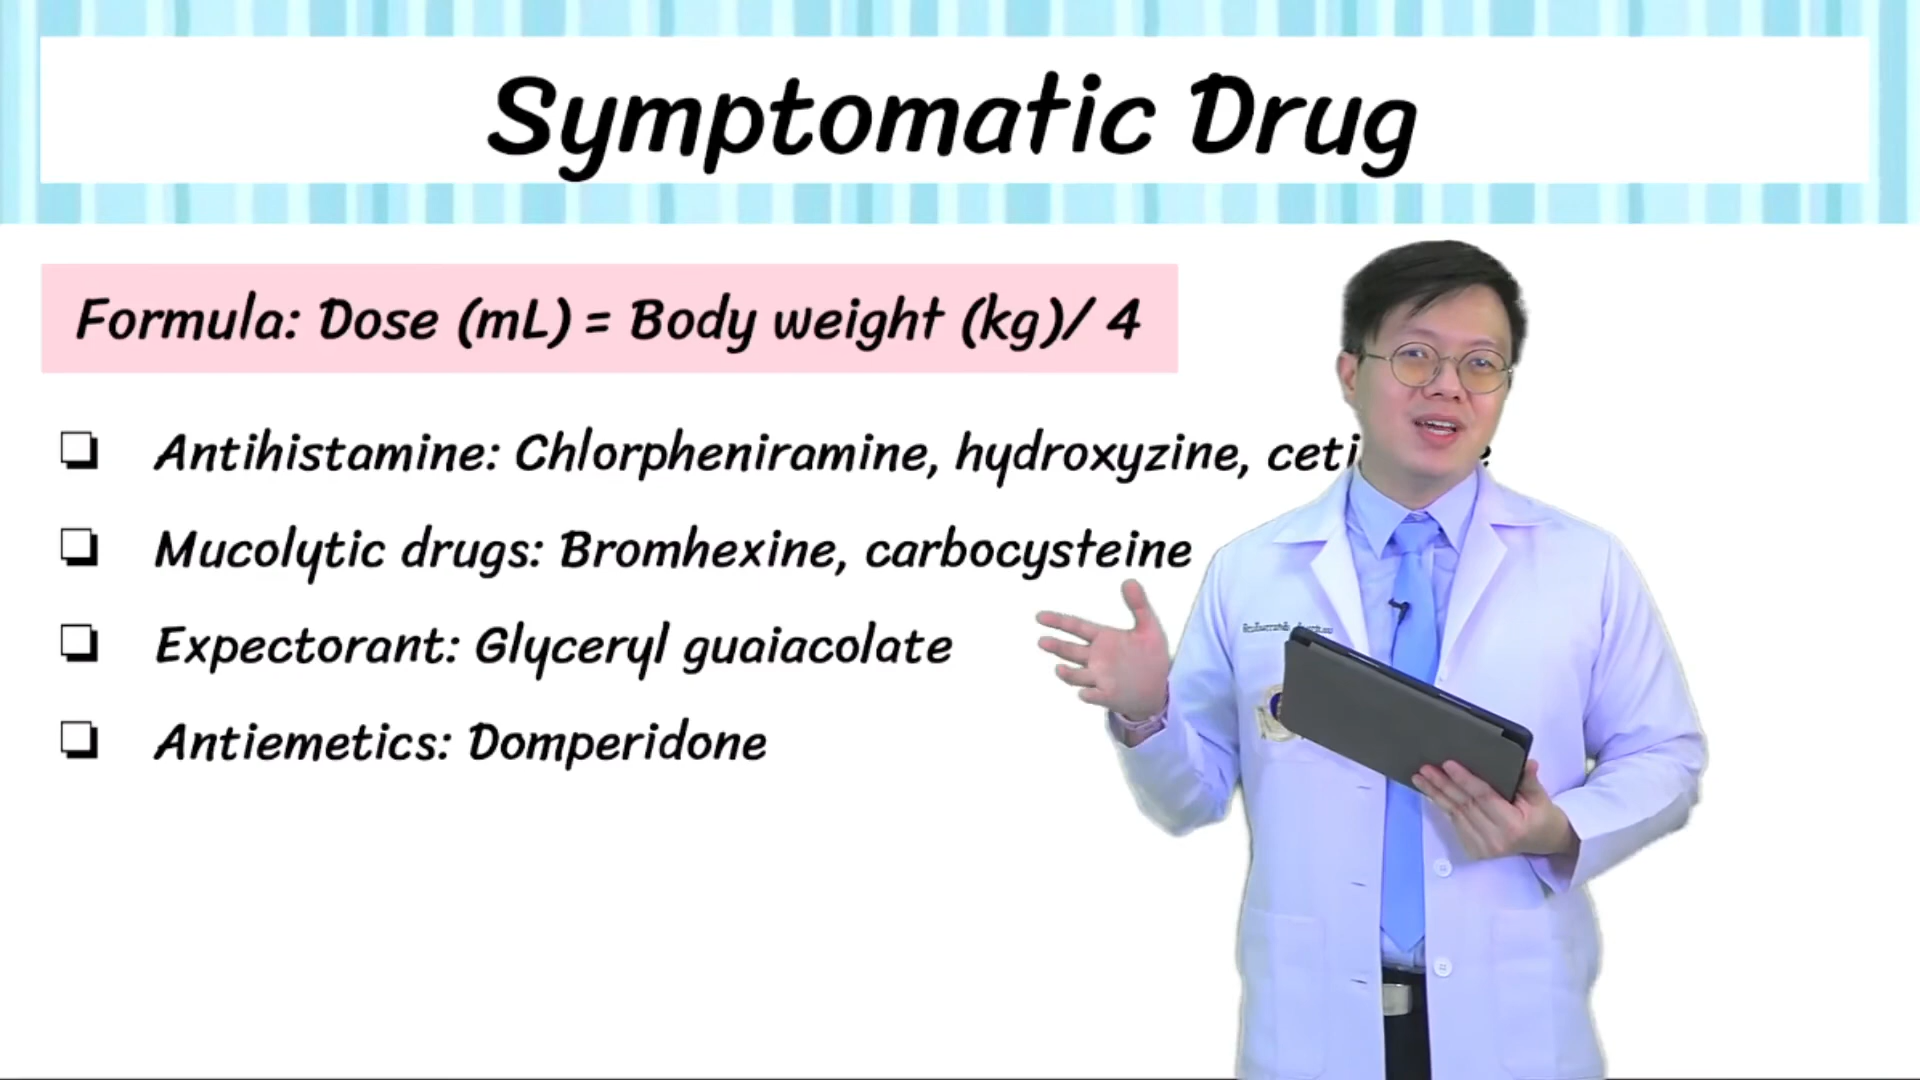 Symptomatic Drug
Formula: Dose (mL) = Body weight (kg)/ 4
Antihistamine: Chlorpheniramine, hydroxyzine,
Mucolytic drugs: Bromhexine, carbocysteine
Expectorant: Glyceryl guaiacolate
Antiemetics: Domperidone